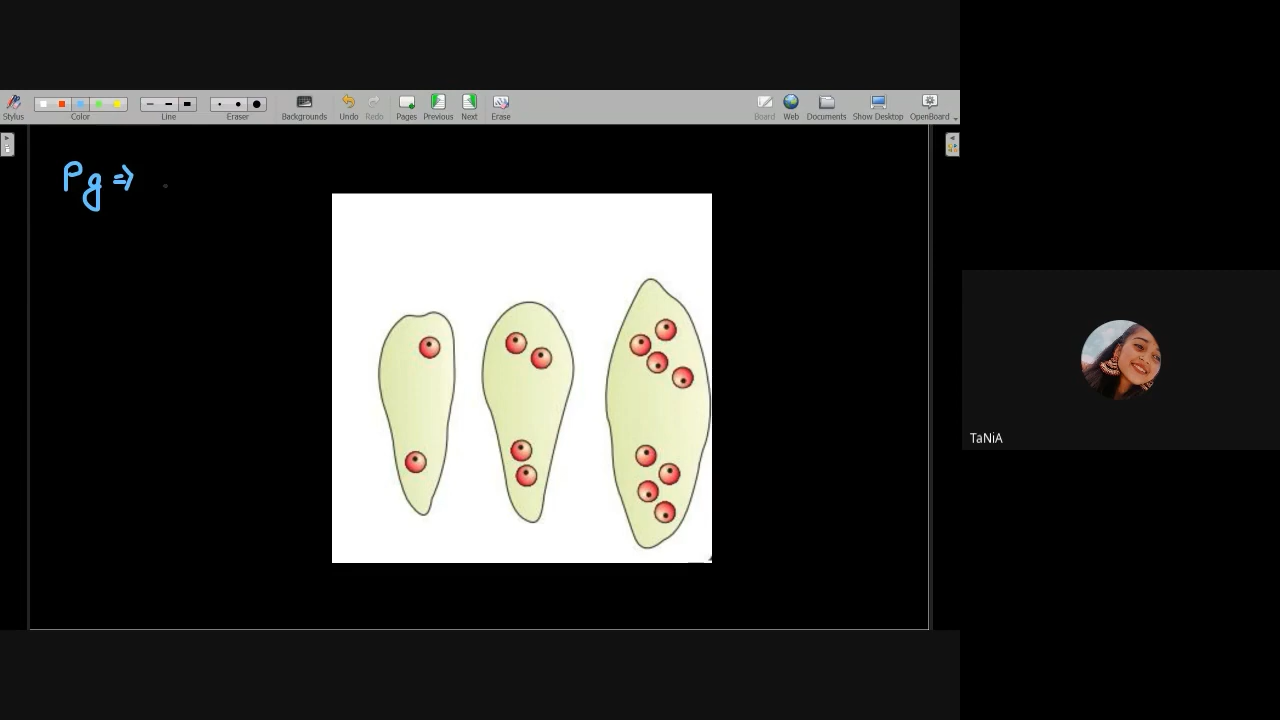 Stylus
Color
Line
Eraser
Backgrounds
Undo
Redo
Pages
Previous
Next
Erase
Board
Web
Documents
Show Desktop
OpenBoard
Pg ⇒
TaNiA